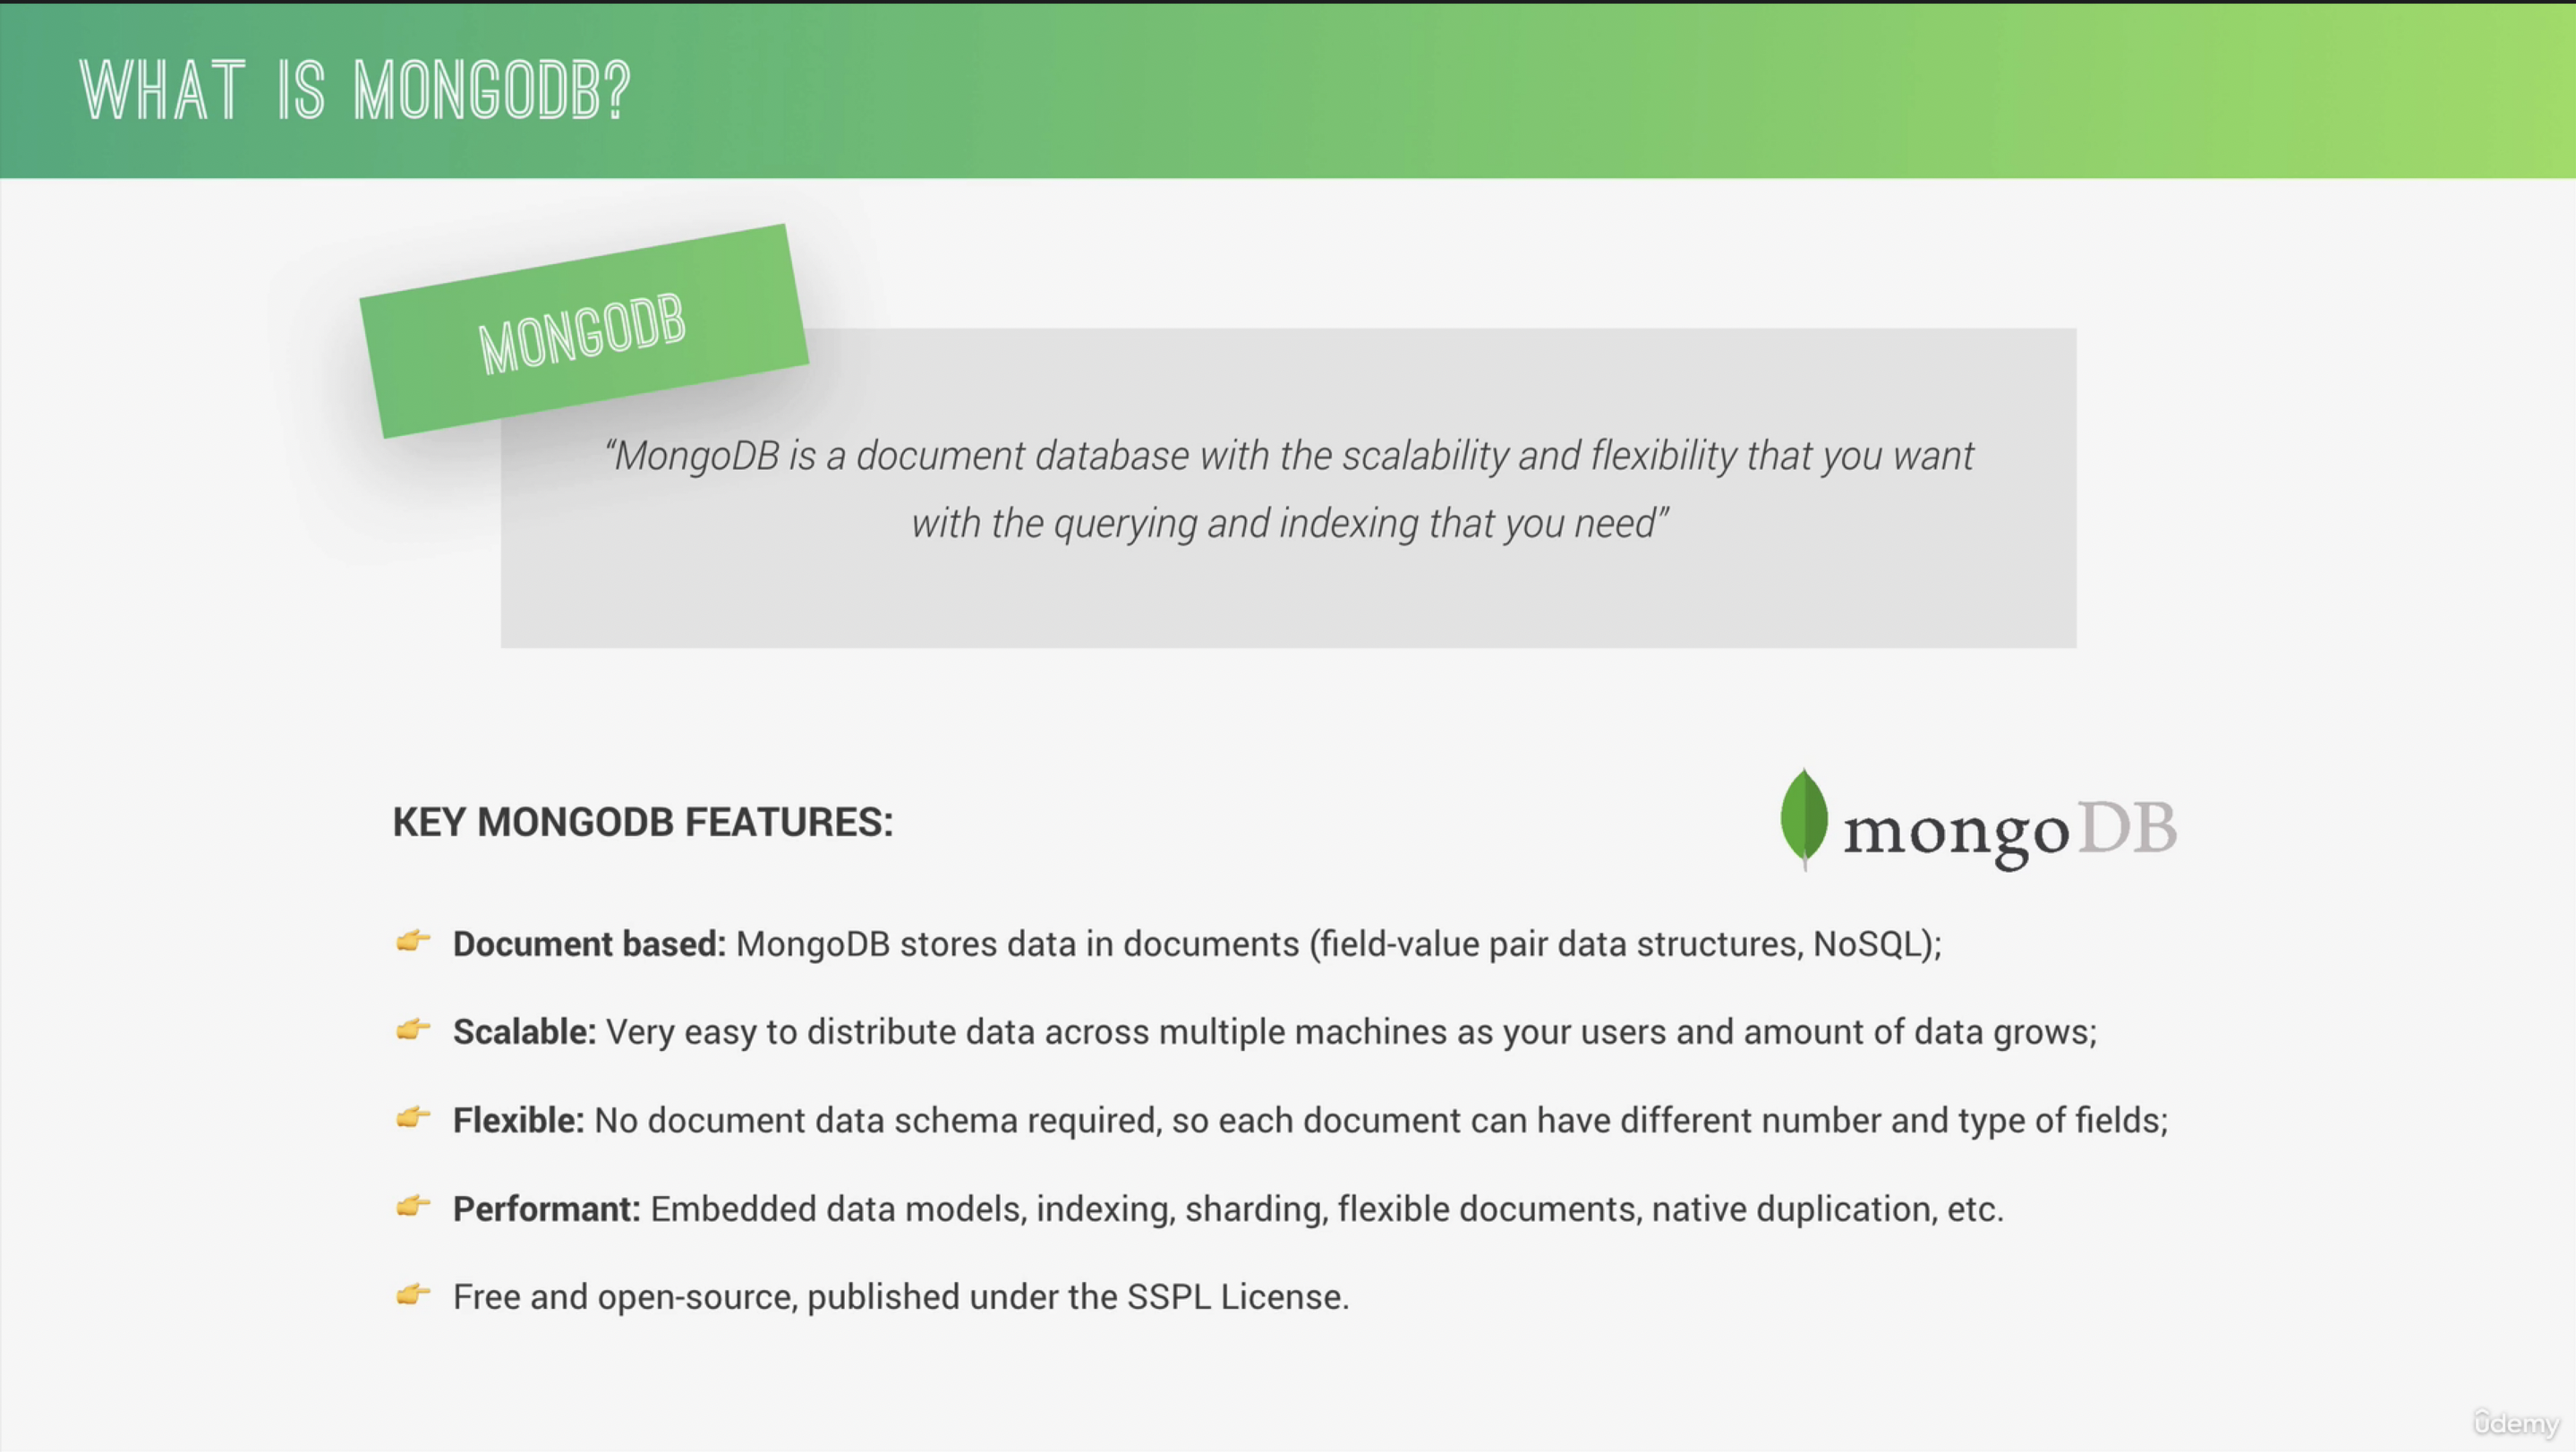 WHAT IS MONGODB?
MONGODB
“MongoDB is a document database with the scalability and flexibility that you want
with the querying and indexing that you need”
KEY MONGODB FEATURES:
mongoDB
👉 Document based: MongoDB stores data in documents (field-value pair data structures, NoSQL);
👉 Scalable: Very easy to distribute data across multiple machines as your users and amount of data grows;
👉 Flexible: No document data schema required, so each document can have different number and type of fields;
👉 Performant: Embedded data models, indexing, sharding, flexible documents, native duplication, etc.
👉 Free and open-source, published under the SSPL License.
ûdemy